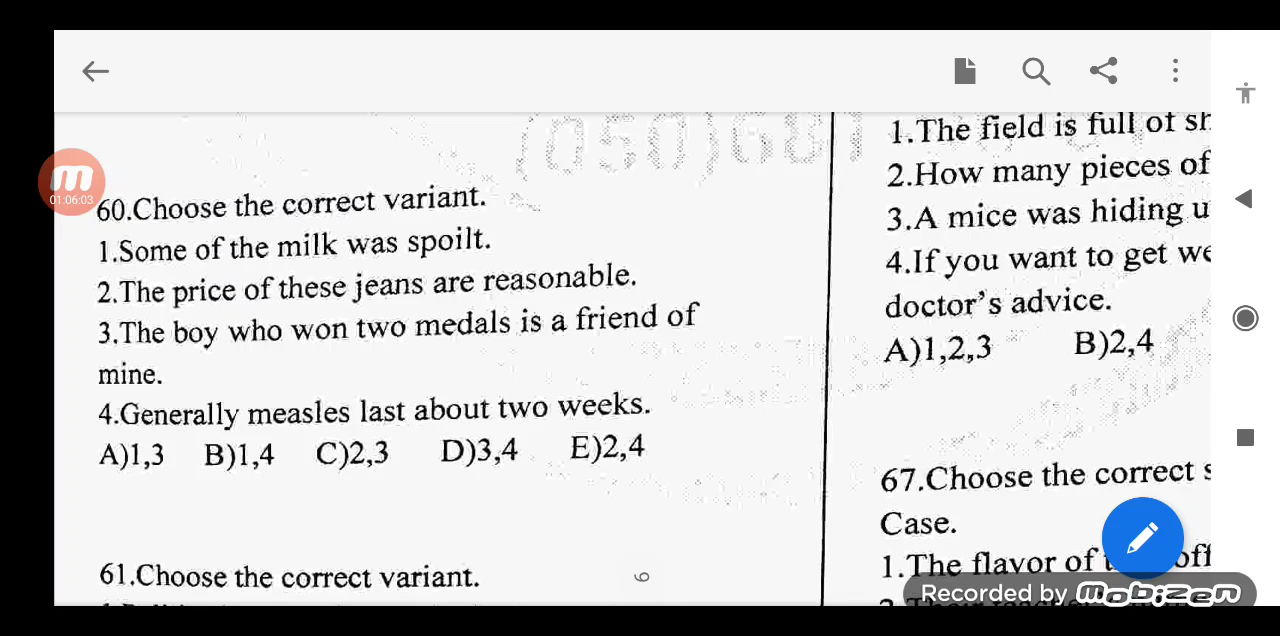 01:06:03
(050)681
60.Choose the correct variant.
1.Some of the milk was spoilt.
2.The price of these jeans are reasonable.
3.The boy who won two medals is a friend of
mine.
4.Generally measles last about two weeks.
A)1,3 B)1,4 C)2,3 D)3,4 E)2,4
61.Choose the correct variant.
6
1.The field is full of
2.How many pieces of
3.A mice was hiding
4.If you want to get
doctor's advice.
A)1,2,3 B)2,4
67.Choose the correct
Case.
1.The flavor of
Recorded by mobizen